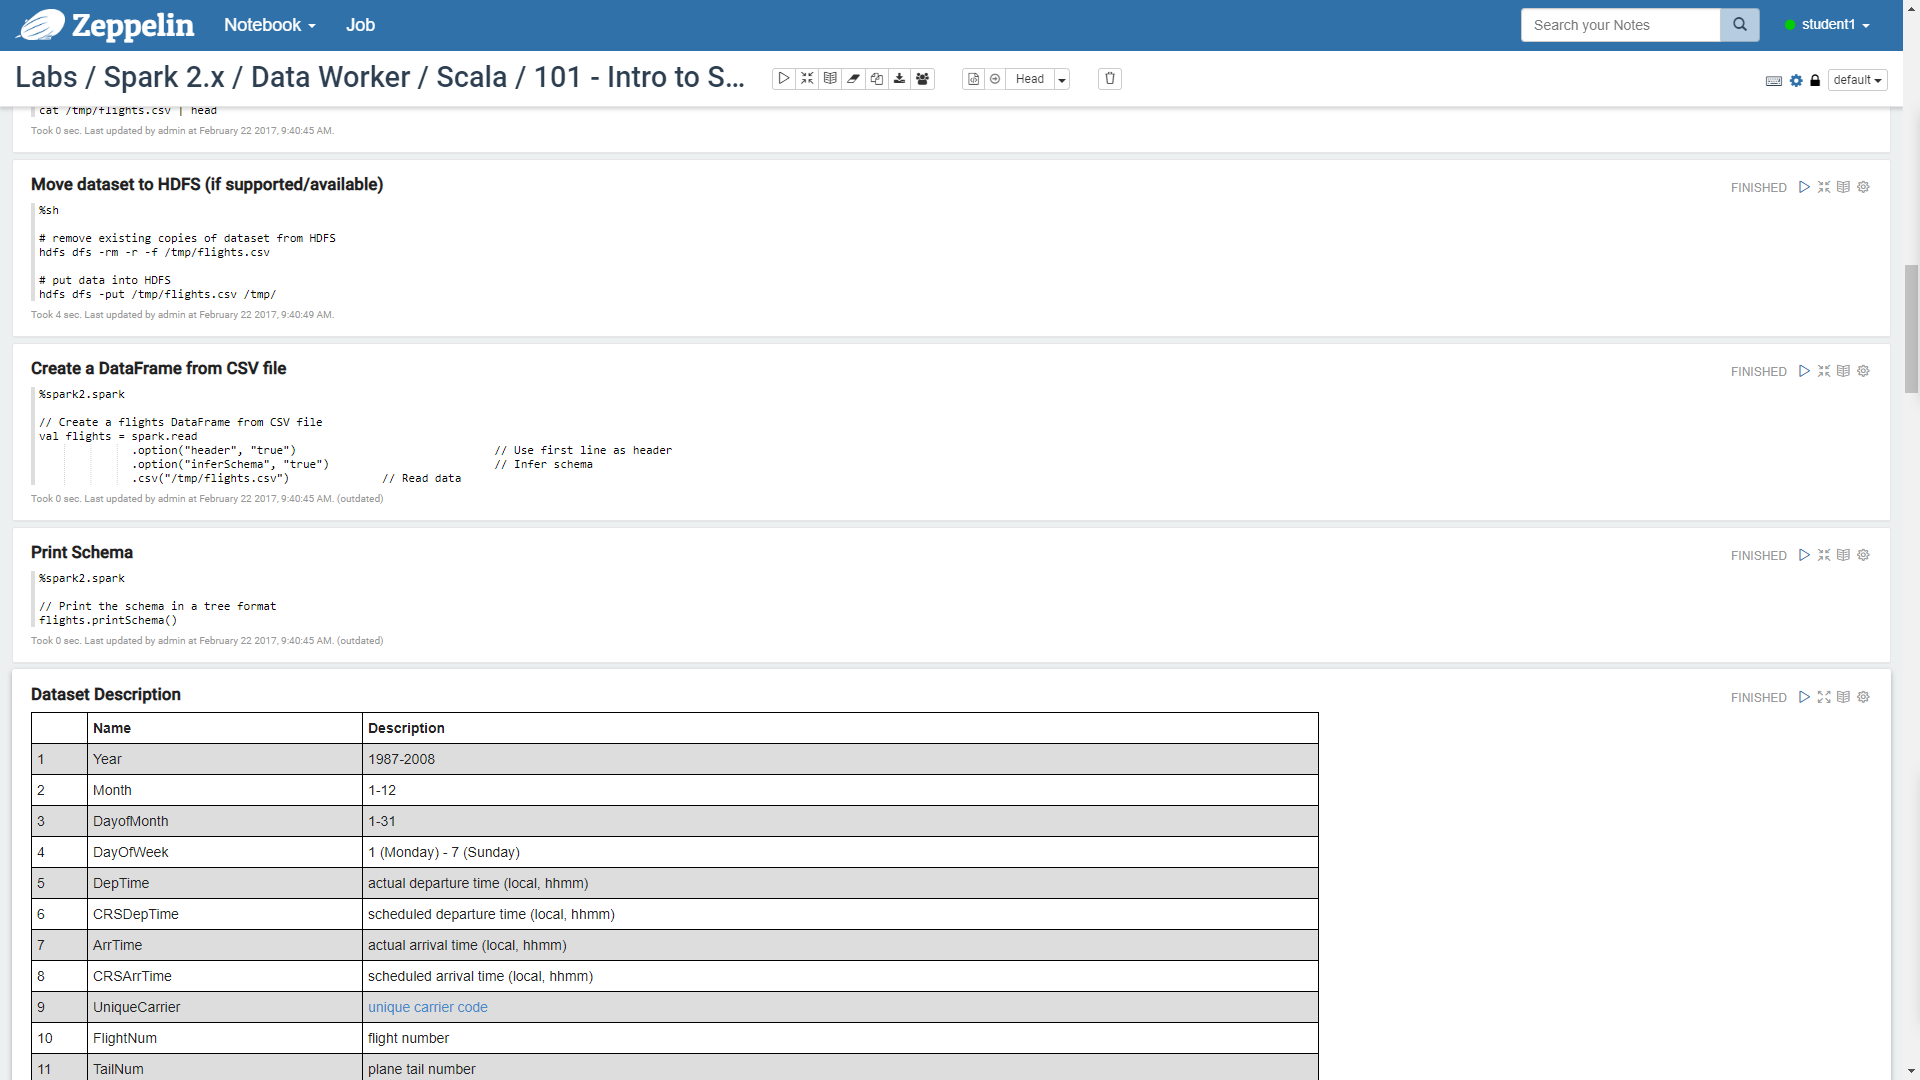 Zeppelin Notebook Job Search your Notes student1
Labs / Spark 2.x / Data Worker / Scala / 101 - Intro to S... Head default
cat /tmp/flights.csv | head
Took 0 sec. Last updated by admin at February 22 2017, 9:40:45 AM.
Move dataset to HDFS (if supported/available) FINISHED
%sh
# remove existing copies of dataset from HDFS
hdfs dfs -rm -r -f /tmp/flights.csv
# put data into HDFS
hdfs dfs -put /tmp/flights.csv /tmp/
Took 4 sec. Last updated by admin at February 22 2017, 9:40:49 AM.
Create a DataFrame from CSV file FINISHED
%spark2.spark
// Create a flights DataFrame from CSV file
val flights = spark.read
.option("header", "true") // Use first line as header
.option("inferSchema", "true") // Infer schema
.csv("/tmp/flights.csv") // Read data
Took 0 sec. Last updated by admin at February 22 2017, 9:40:45 AM. (outdated)
Print Schema FINISHED
%spark2.spark
// Print the schema in a tree format
flights.printSchema()
Took 0 sec. Last updated by admin at February 22 2017, 9:40:45 AM. (outdated)
Dataset Description FINISHED
Name Description
1 Year 1987-2008
2 Month 1-12
3 DayofMonth 1-31
4 DayOfWeek 1 (Monday) - 7 (Sunday)
5 DepTime actual departure time (local, hhmm)
6 CRSDepTime scheduled departure time (local, hhmm)
7 ArrTime actual arrival time (local, hhmm)
8 CRSArrTime scheduled arrival time (local, hhmm)
9 UniqueCarrier unique carrier code
10 FlightNum flight number
11 TailNum plane tail number